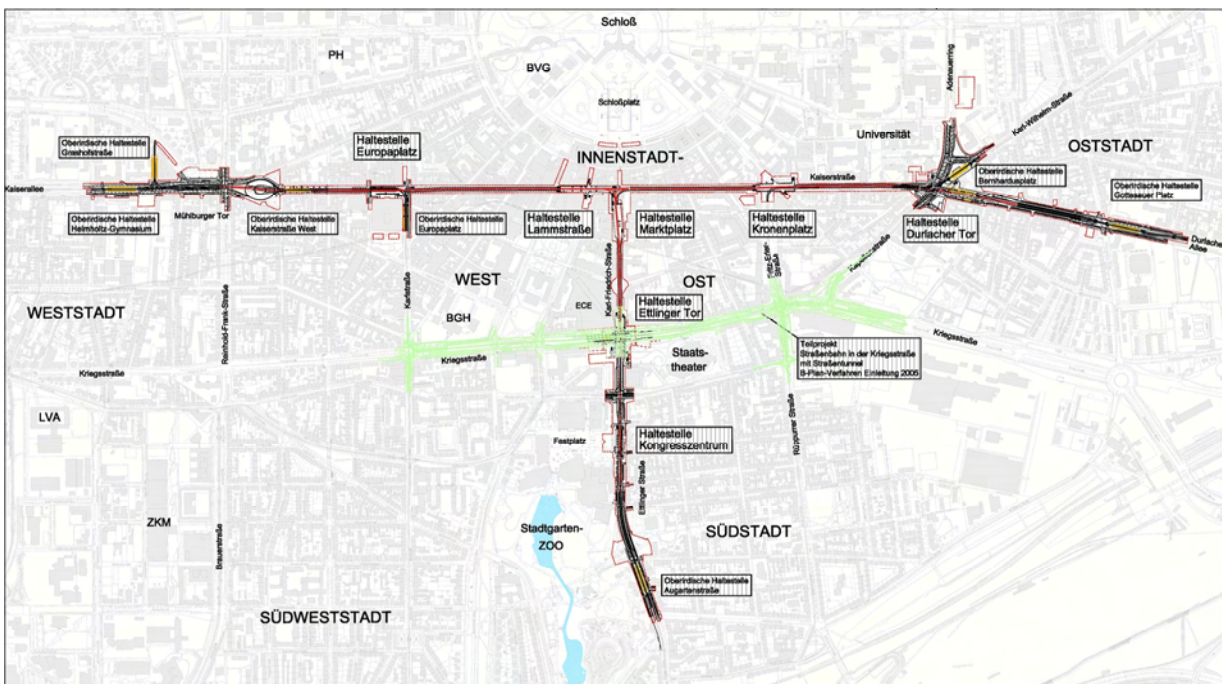 Schloß
PH
BVG
Schloßplatz
Adenauerring
Karl-Wilhelm-Straße
Universität
OSTSTADT
Oberirdische Haltestelle
Haltestelle
Europaplatz
INNENSTADT-
Kaiserallee
Kaiserstraße
Oberirdische Haltestelle
Bernhardusplatz
Oberirdische Haltestelle
Gottesauer Platz
Oberirdische Haltestelle
Helmholtz-Gymnasium
Mühlburger Tor
Oberirdische Haltestelle
Kaiserstraße West
Oberirdische Haltestelle
Europaplatz
Haltestelle
Lammstraße
Haltestelle
Marktplatz
Haltestelle
Kronenplatz
Haltestelle
Durlacher Tor
Durlacher
Allee
WEST
Karl-Friedrich-Straße
OST
Fritz-Erler-
Straße
Karlstraße
ECE
Haltestelle
Ettlinger Tor
WESTSTADT
Reinhold-Frank-Straße
BGH
Kriegsstraße
Kriegsstraße
Kriegsstraße
Staats-
theater
Teilprojekt
Straßenbahn in der Kriegsstraße
mit Straßentunnel
B-Plan-Verfahren Einleitung 2005
LVA
Festplatz
Haltestelle
Kongresszentrum
Rüppurrer Straße
Ettlinger Straße
ZKM
Brauerstraße
Stadtgarten-
ZOO
SÜDSTADT
Oberirdische Haltestelle
Augartenstraße
SÜDWESTSTADT